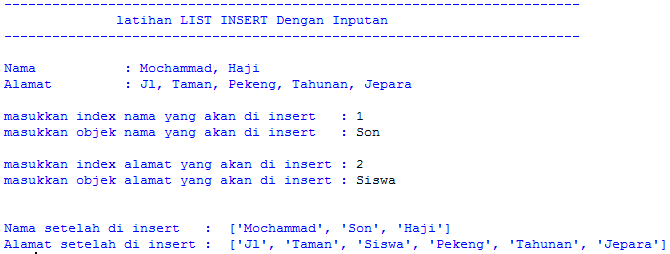 ------------------------------------------------------------------------
latihan LIST INSERT Dengan Inputan
------------------------------------------------------------------------
Nama           : Mochammad, Haji
Alamat         : Jl, Taman, Pekeng, Tahunan, Jepara
masukkan index nama yang akan di insert   : 1
masukkan objek nama yang akan di insert   : Son
masukkan index alamat yang akan di insert : 2
masukkan objek alamat yang akan di insert : Siswa
Nama setelah di insert   :  ['Mochammad', 'Son', 'Haji']
Alamat setelah di insert :  ['Jl', 'Taman', 'Siswa', 'Pekeng', 'Tahunan', 'Jepara']